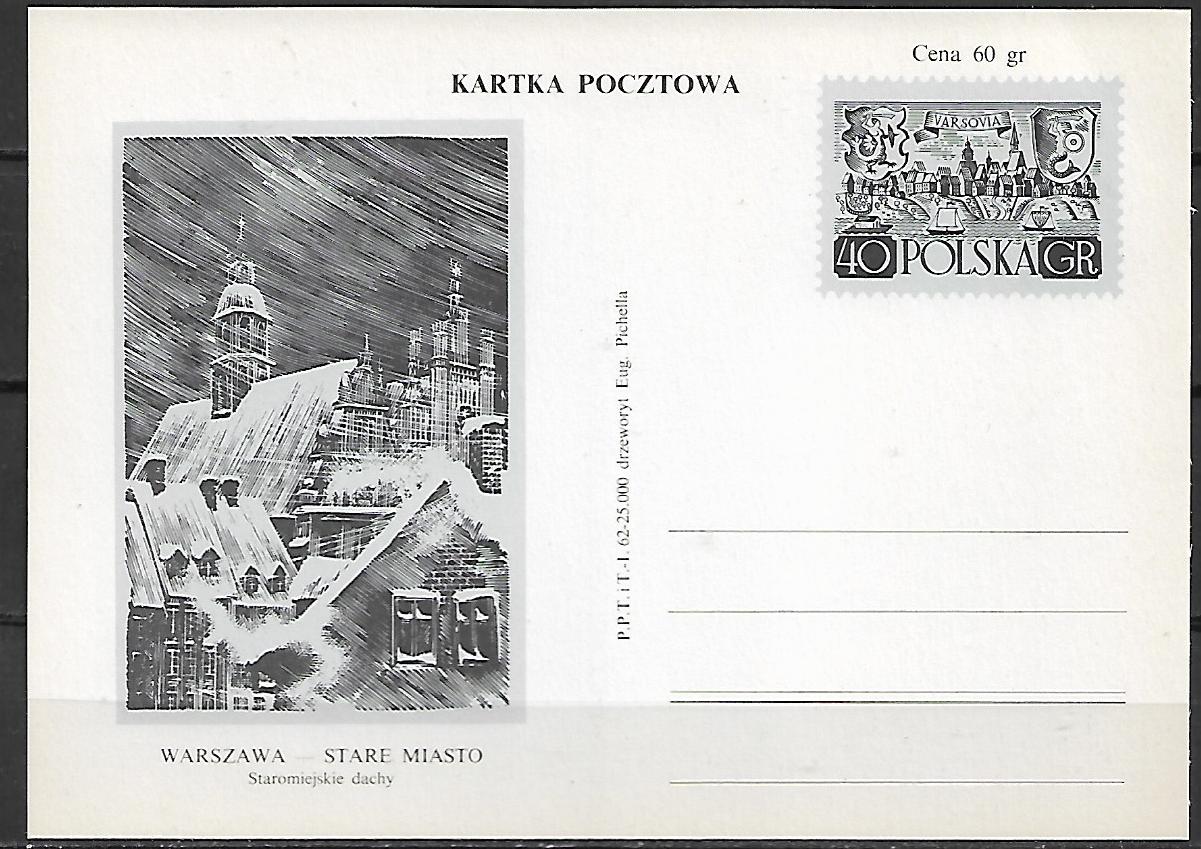 Cena 60 gr
KARTKA POCZTOWA
VARSOVIA
40 POLSKA GR
P.P.T.iT.-I. 62-25.000 drzeworyt Eug. Pichella
WARSZAWA — STARE MIASTO
Staromiejskie dachy